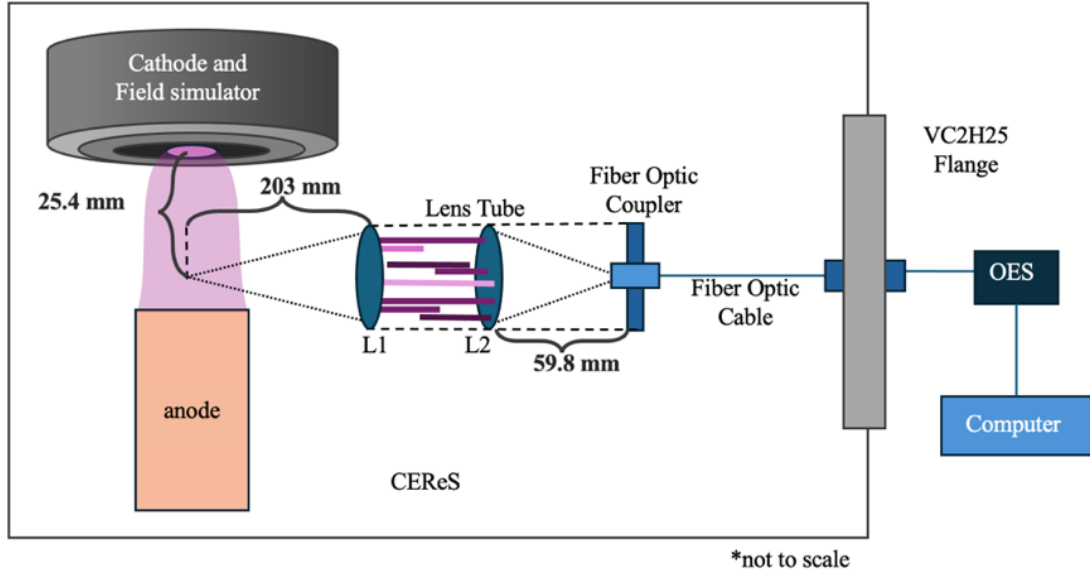 Cathode and
Field simulator
25.4 mm
203 mm
Lens Tube
Fiber Optic
Coupler
VC2H25
Flange
OES
Fiber Optic
Cable
L1
L2
59.8 mm
anode
Computer
CEReS
*not to scale